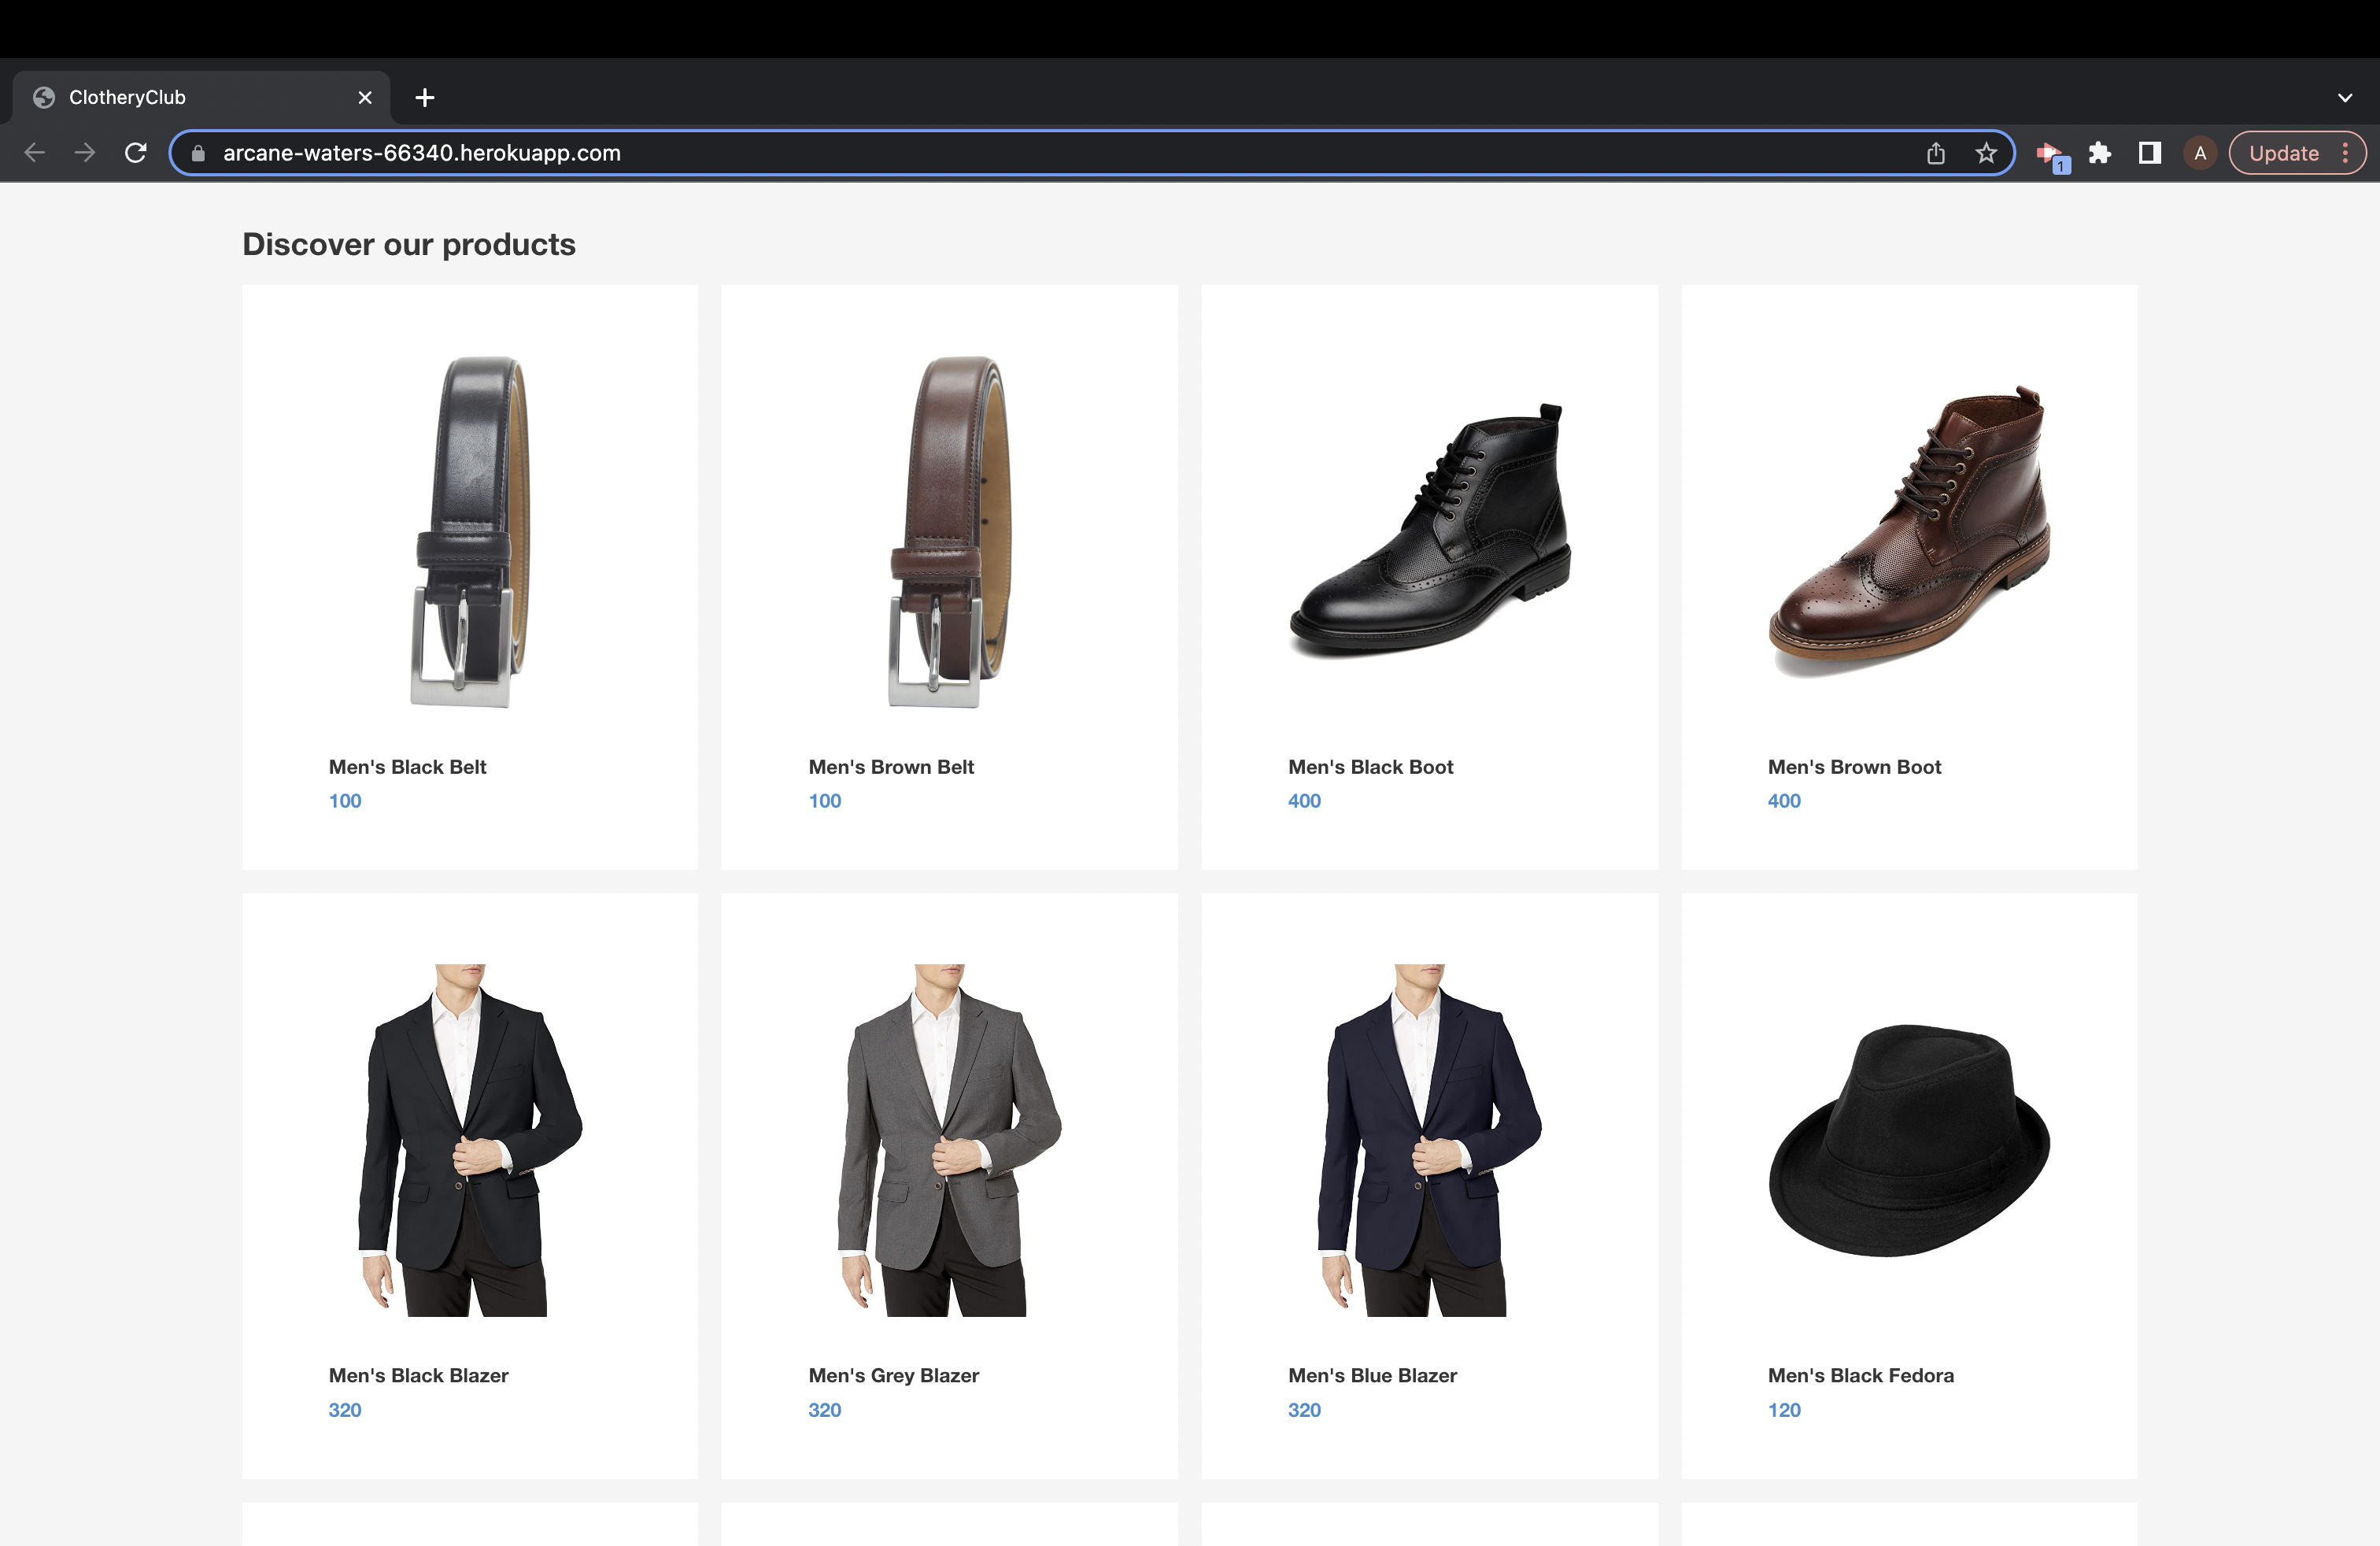 ClotheryClub
arcane-waters-66340.herokuapp.com
1
A
Update
Discover our products
Men's Black Belt
100
Men's Brown Belt
100
Men's Black Boot
400
Men's Brown Boot
400
Men's Black Blazer
320
Men's Grey Blazer
320
Men's Blue Blazer
320
Men's Black Fedora
120